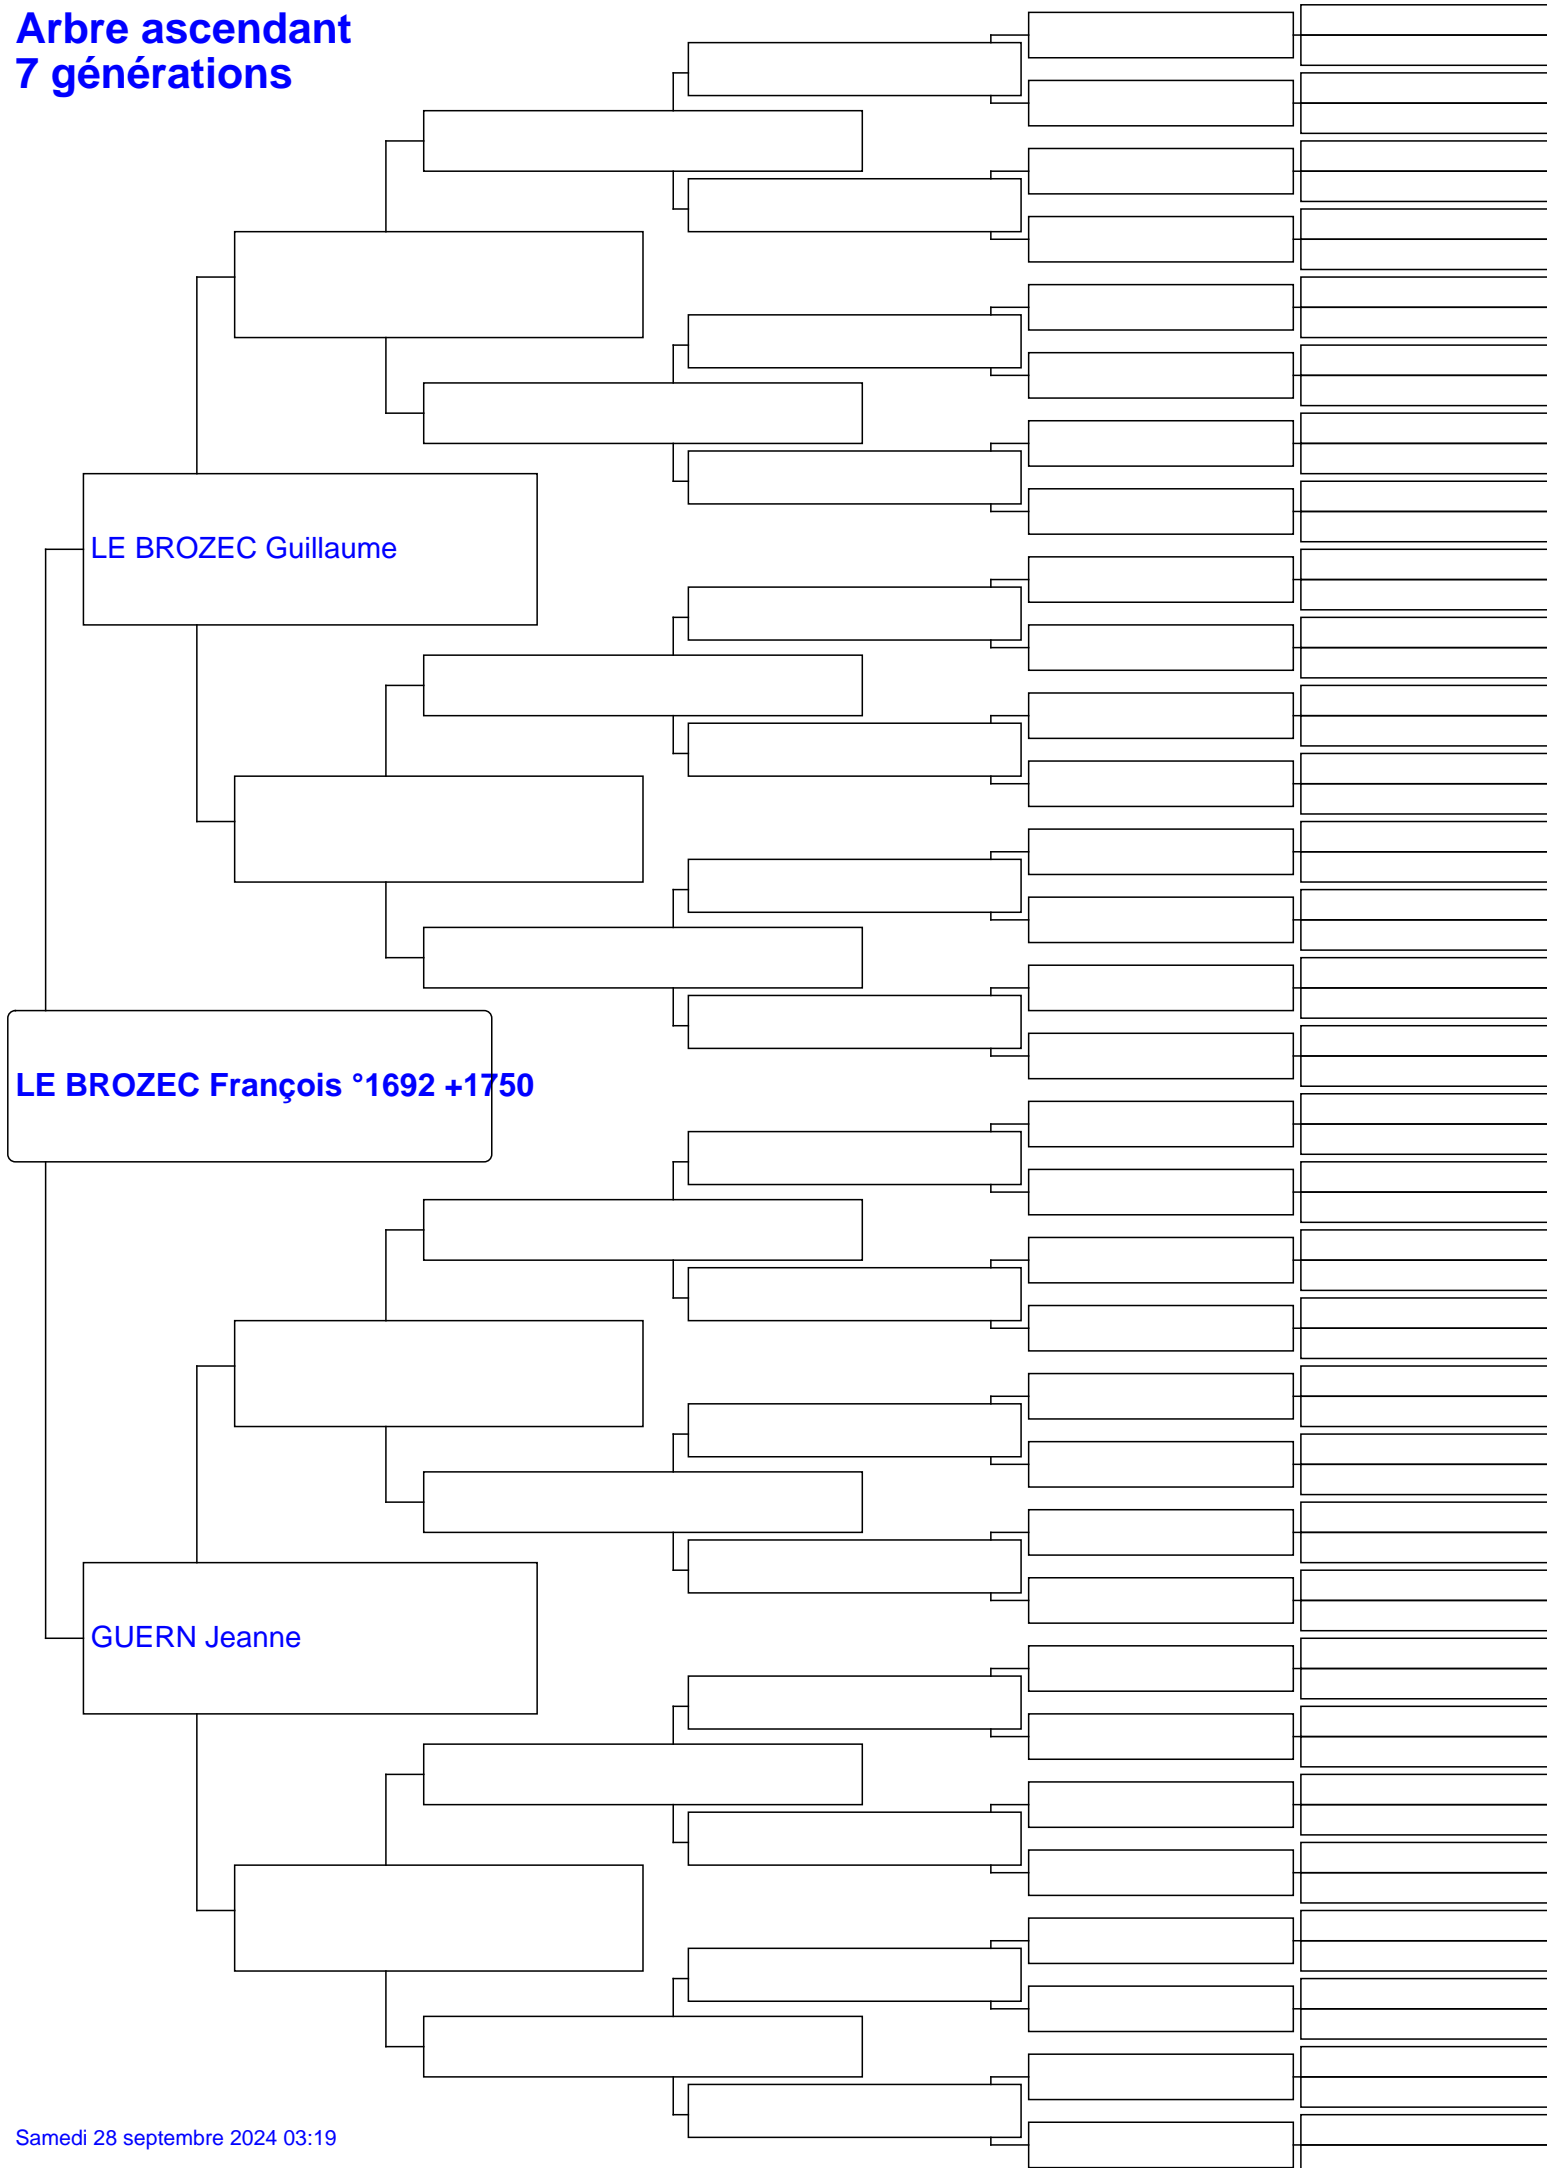 Arbre ascendant
7 générations
LE BROZEC Guillaume
LE BROZEC François °1692 +1750
GUERN Jeanne
Samedi 28 septembre 2024 03:19